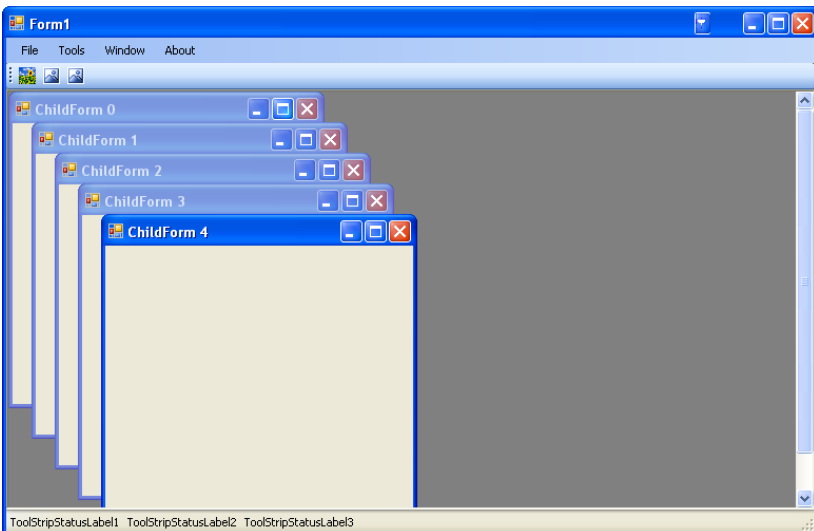 Form1
File Tools Window About
ChildForm 0
ChildForm 1
ChildForm 2
ChildForm 3
ChildForm 4
ToolStripStatusLabel1 ToolStripStatusLabel2 ToolStripStatusLabel3